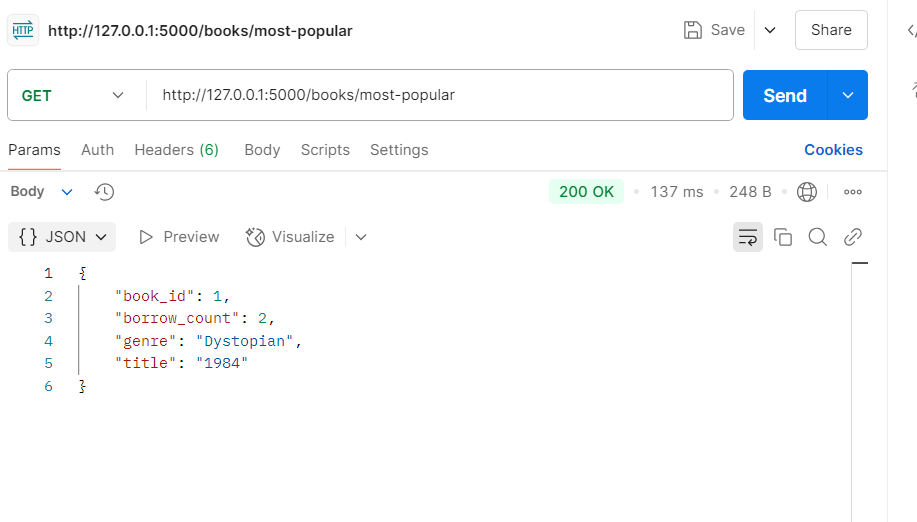 HTTP http://127.0.0.1:5000/books/most-popular Save Share
GET http://127.0.0.1:5000/books/most-popular Send
Params Auth Headers (6) Body Scripts Settings Cookies
Body 200 OK 137 ms 248 B
{} JSON Preview Visualize
1 {
2 "book_id": 1,
3 "borrow_count": 2,
4 "genre": "Dystopian",
5 "title": "1984"
6 }